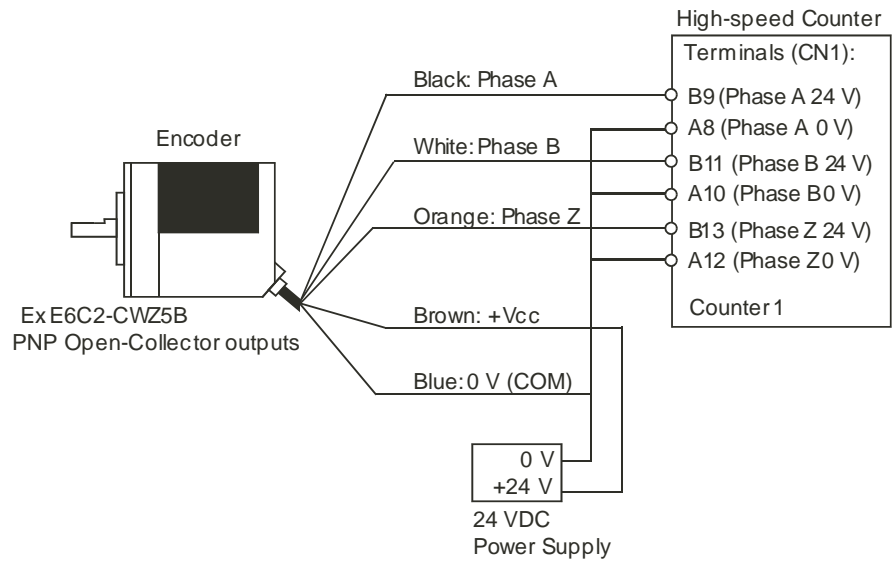 High-speed Counter
Terminals (CN1):
Black: Phase A
B9 (Phase A 24 V)
A8 (Phase A 0 V)
Encoder
White: Phase B
B11 (Phase B 24 V)
A10 (Phase B 0 V)
Orange: Phase Z
B13 (Phase Z 24 V)
A12 (Phase Z 0 V)
Counter 1
Ex E6C2-CWZ5B
PNP Open-Collector outputs
Brown: +Vcc
Blue: 0 V (COM)
0 V
+24 V
24 VDC
Power Supply